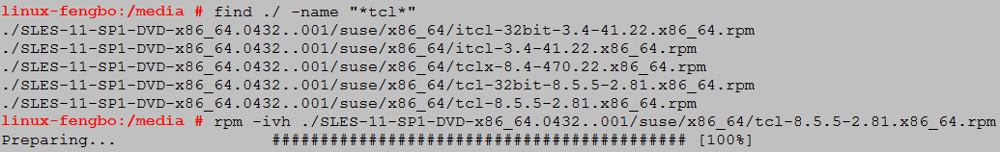 linux-fengbo:/media # find ./ -name "*tcl*"
./SLES-11-SP1-DVD-x86_64.0432..001/suse/x86_64/itcl-32bit-3.4-41.22.x86_64.rpm
./SLES-11-SP1-DVD-x86_64.0432..001/suse/x86_64/itcl-3.4-41.22.x86_64.rpm
./SLES-11-SP1-DVD-x86_64.0432..001/suse/x86_64/tclx-8.4-470.22.x86_64.rpm
./SLES-11-SP1-DVD-x86_64.0432..001/suse/x86_64/tcl-32bit-8.5.5-2.81.x86_64.rpm
./SLES-11-SP1-DVD-x86_64.0432..001/suse/x86_64/tcl-8.5.5-2.81.x86_64.rpm
linux-fengbo:/media # rpm -ivh ./SLES-11-SP1-DVD-x86_64.0432..001/suse/x86_64/tcl-8.5.5-2.81.x86_64.rpm
Preparing...                ########################################### [100%]